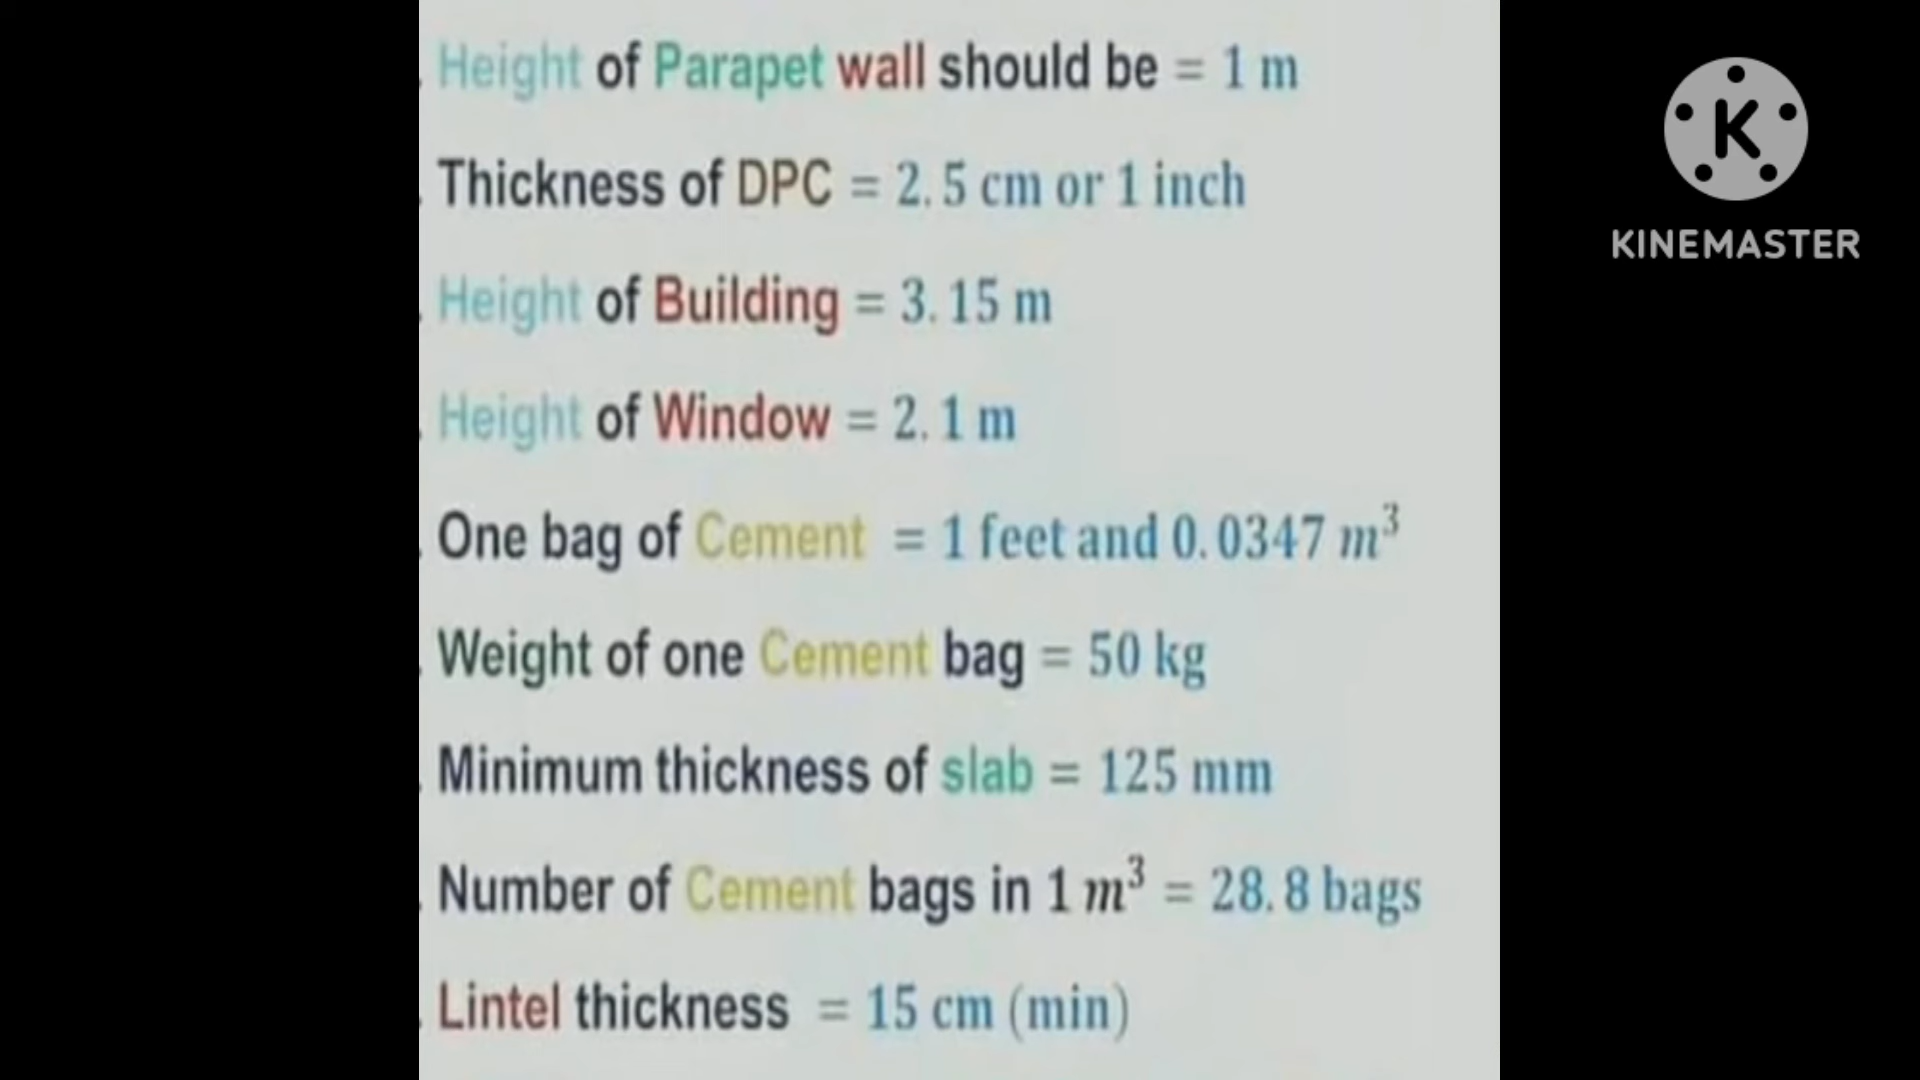 . Height of Parapet wall should be = 1 m
. Thickness of DPC = 2.5 cm or 1 inch
. Height of Building = 3.15 m
. Height of Window = 2.1 m
. One bag of Cement = 1 feet and 0.0347 m³
. Weight of one Cement bag = 50 kg
. Minimum thickness of slab = 125 mm
. Number of Cement bags in 1 m³ = 28.8 bags
. Lintel thickness = 15 cm (min)
K
KINEMASTER